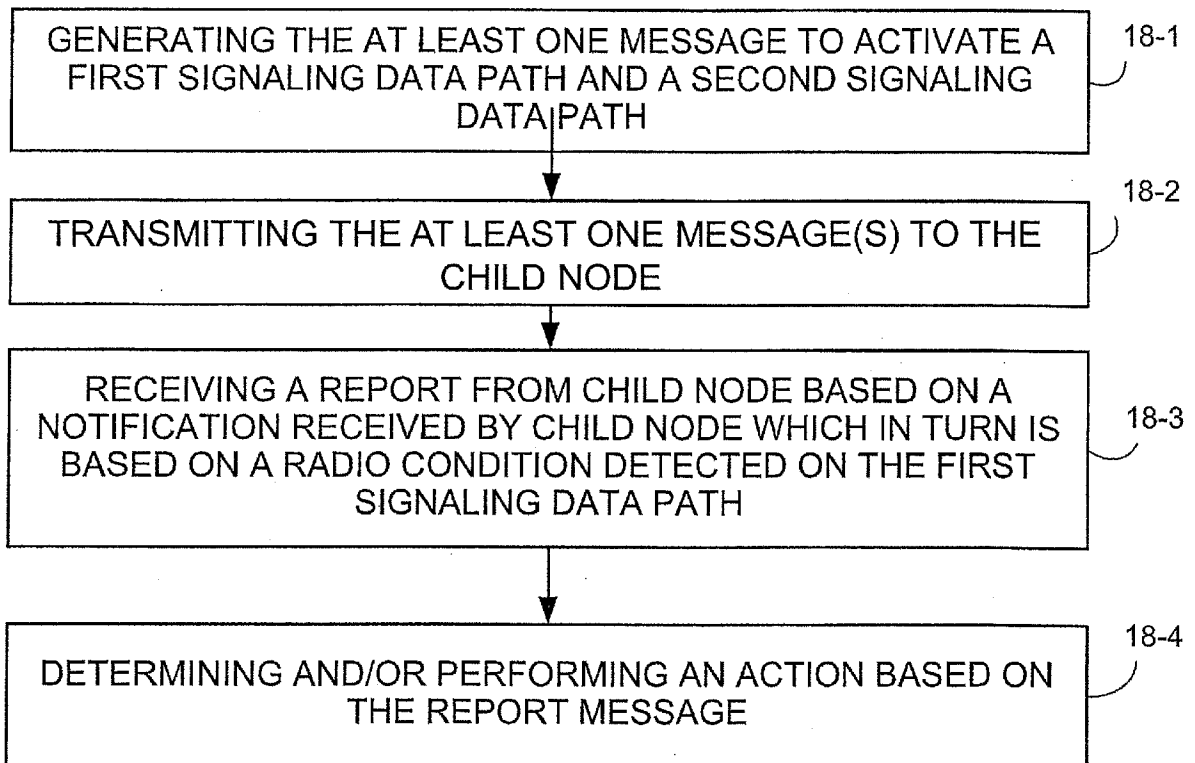 GENERATING THE AT LEAST ONE MESSAGE TO ACTIVATE A
FIRST SIGNALING DATA PATH AND A SECOND SIGNALING
DATA PATH
18-1
TRANSMITTING THE AT LEAST ONE MESSAGE(S) TO THE
CHILD NODE
18-2
RECEIVING A REPORT FROM CHILD NODE BASED ON A
NOTIFICATION RECEIVED BY CHILD NODE WHICH IN TURN IS
BASED ON A RADIO CONDITION DETECTED ON THE FIRST
SIGNALING DATA PATH
18-3
DETERMINING AND/OR PERFORMING AN ACTION BASED ON
THE REPORT MESSAGE
18-4